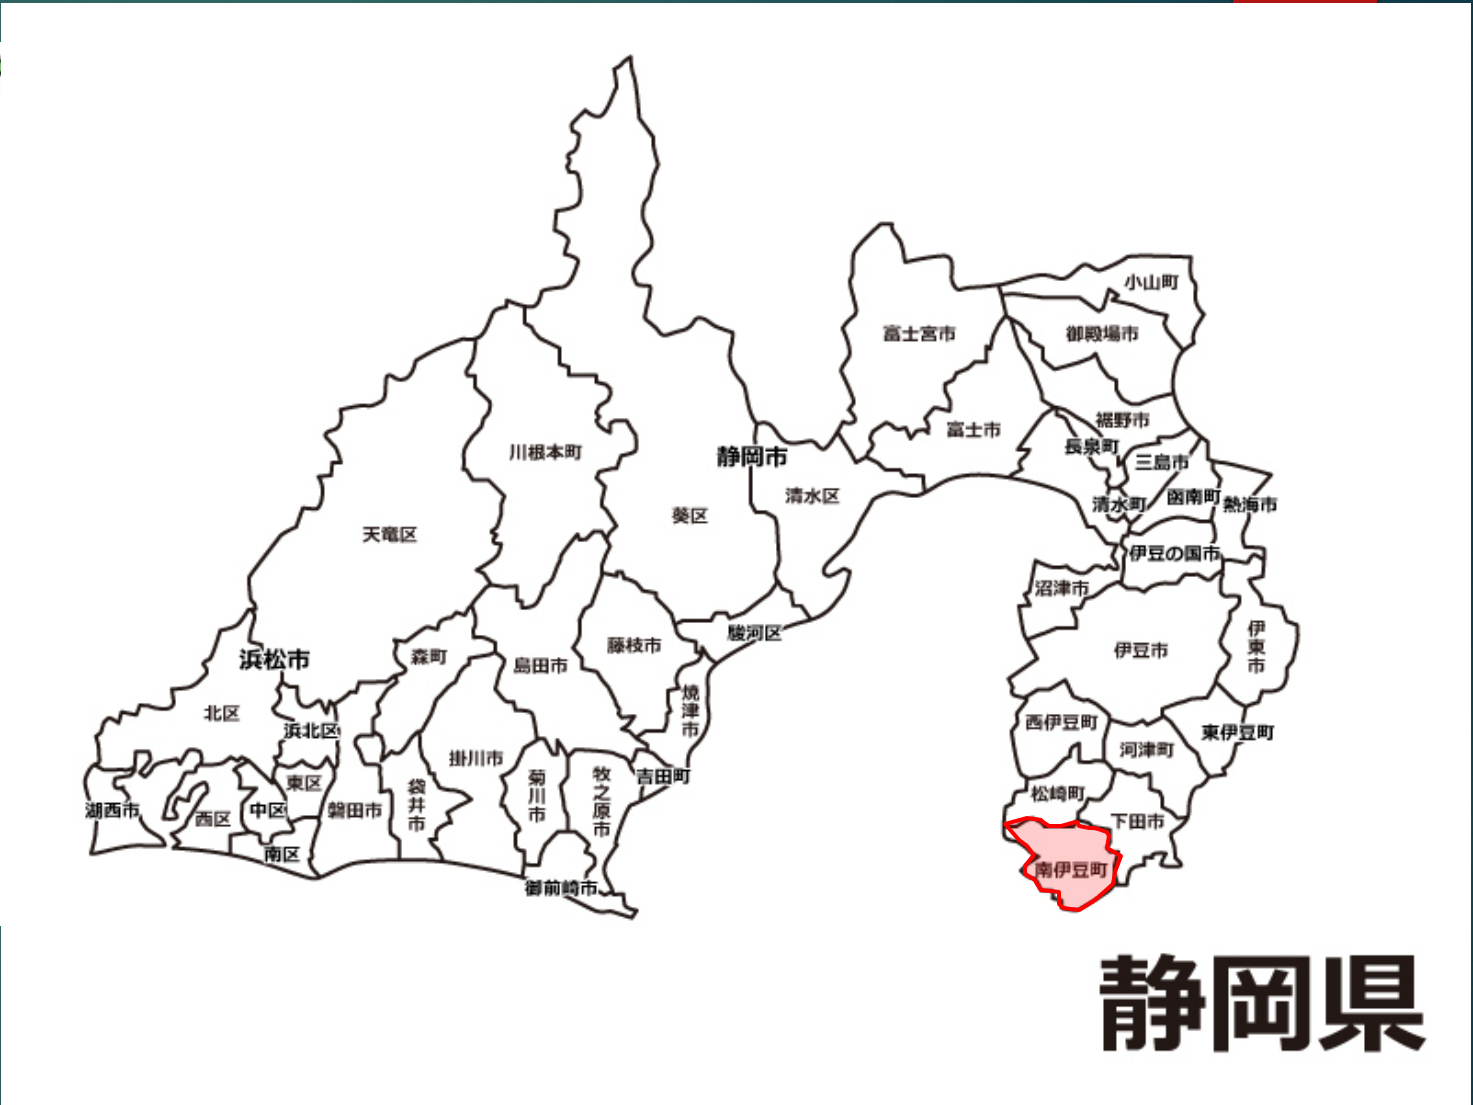 小山町
富士宮市
御殿場市
裾野市
富士市
長泉町
川根本町
静岡市
三島市
清水区
函南町
清水町
熱海市
葵区
天竜区
伊豆の国市
沼津市
駿河区
伊東市
藤枝市
伊豆市
森町
浜松市
島田市
焼津市
北区
西伊豆町
浜北区
東伊豆町
河津町
掛川市
吉田町
東区
菊川市
牧之原市
松崎町
湖西市
中区
磐田市
袋井市
西区
下田市
南区
南伊豆町
御前崎市
静岡県